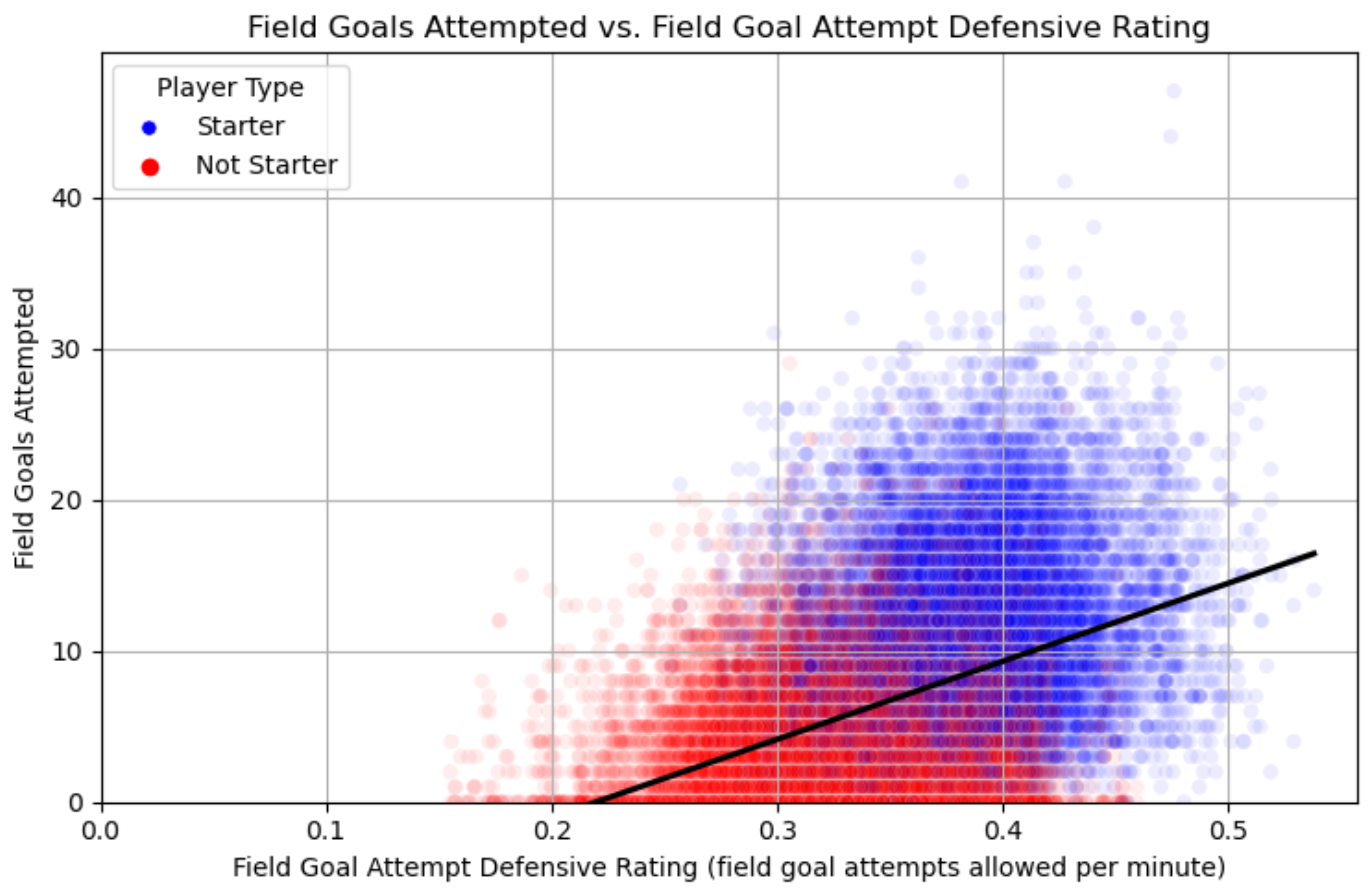 Field Goals Attempted vs. Field Goal Attempt Defensive Rating
Player Type
Starter
Not Starter
Field Goals Attempted
40
30
20
10
0
0.0 0.1 0.2 0.3 0.4 0.5
Field Goal Attempt Defensive Rating (field goal attempts allowed per minute)